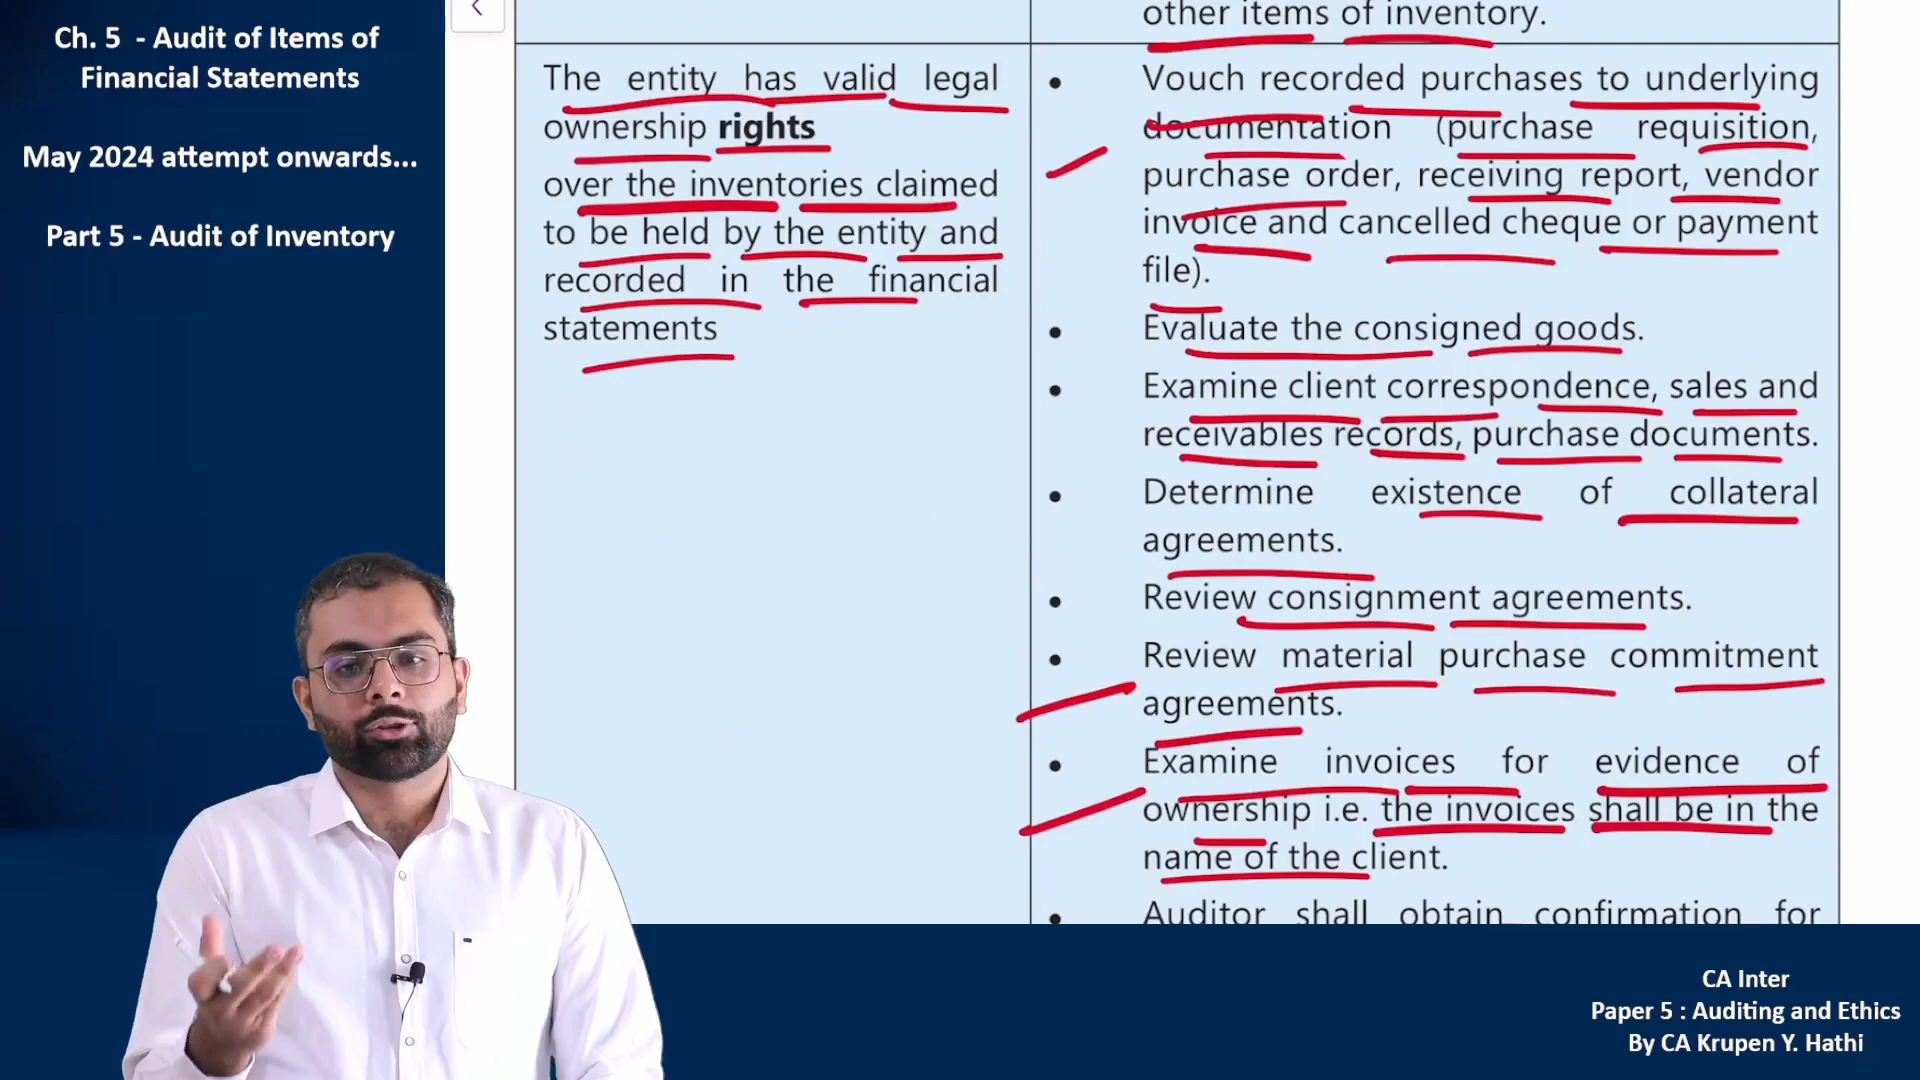 Ch. 5 - Audit of Items of
Financial Statements
May 2024 attempt onwards...
Part 5 - Audit of Inventory
other items of inventory.
The entity has valid legal
ownership rights
over the inventories claimed
to be held by the entity and
recorded in the financial
statements
• Vouch recorded purchases to underlying
documentation (purchase requisition,
purchase order, receiving report, vendor
invoice and cancelled cheque or payment
file).
• Evaluate the consigned goods.
• Examine client correspondence, sales and
receivables records, purchase documents.
• Determine existence of collateral
agreements.
• Review consignment agreements.
• Review material purchase commitment
agreements.
• Examine invoices for evidence of
ownership i.e. the invoices shall be in the
name of the client.
• Auditor shall obtain confirmation for
CA Inter
Paper 5 : Auditing and Ethics
By CA Krupen Y. Hathi